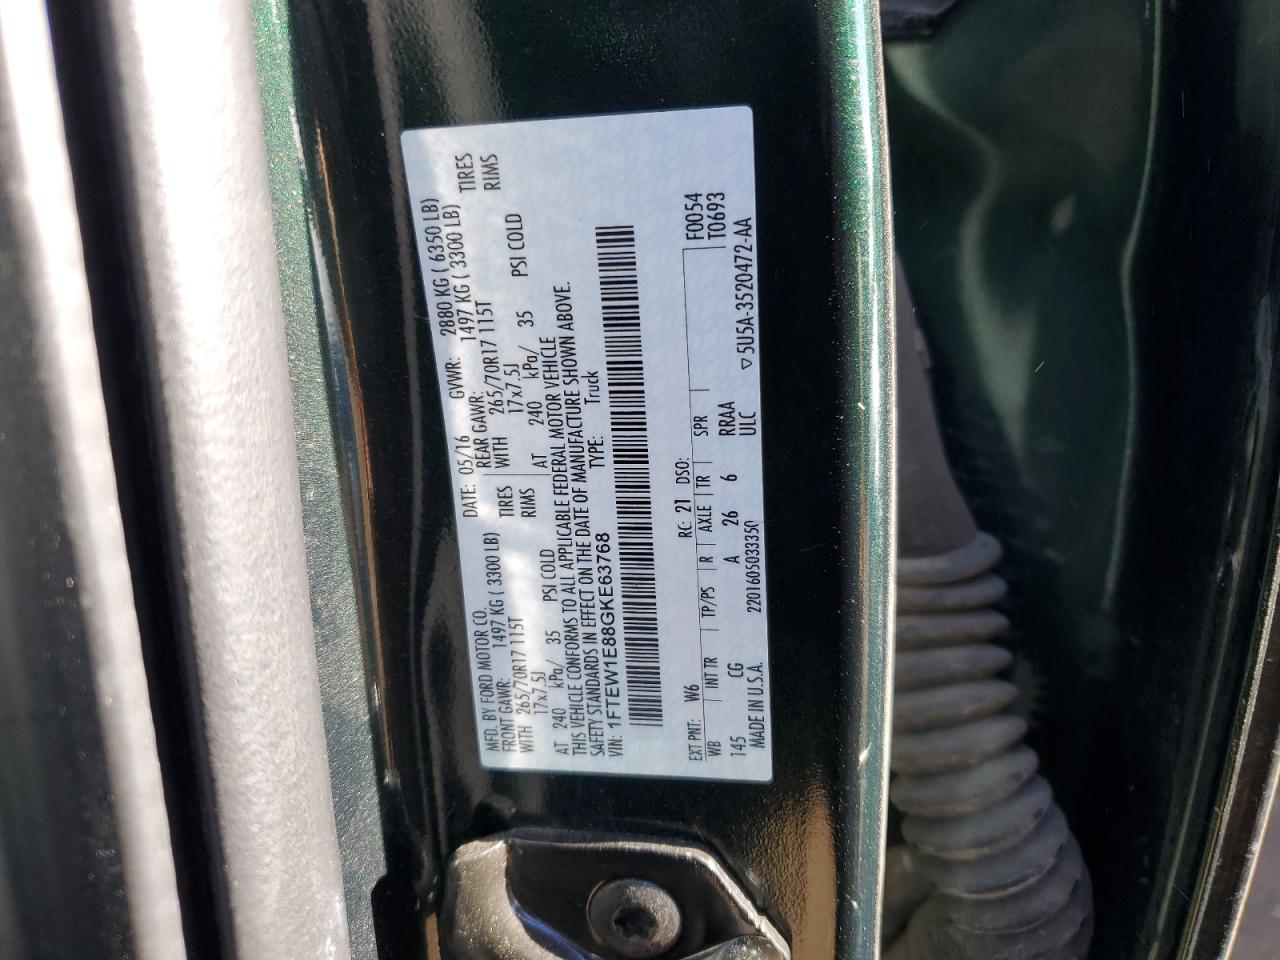 MFD. BY FORD MOTOR CO.
DATE: 05/16 GVWR: 2880 KG ( 6350 LB)
FRONT GAWR: 1497 KG ( 3300 LB) REAR GAWR: 1497 KG ( 3300 LB)
WITH 265/70R17 115T TIRES WITH 265/70R17 115T TIRES
17x7.5J RIMS 17x7.5J RIMS
AT 240 kPa/ 35 PSI COLD AT 240 kPa/ 35 PSI COLD
THIS VEHICLE CONFORMS TO ALL APPLICABLE FEDERAL MOTOR VEHICLE
SAFETY STANDARDS IN EFFECT ON THE DATE OF MANUFACTURE SHOWN ABOVE.
VIN: 1FTEW1E88GKE63768 TYPE: Truck
EXT PNT: W6 RC: 21 DSO: F0054
WB INT TR TP/PS R AXLE TR SPR T0693
145 CG A 26 6 RRAA
MADE IN U.S.A. 2201605033350 ULC ▽5U5A-3520472-AA